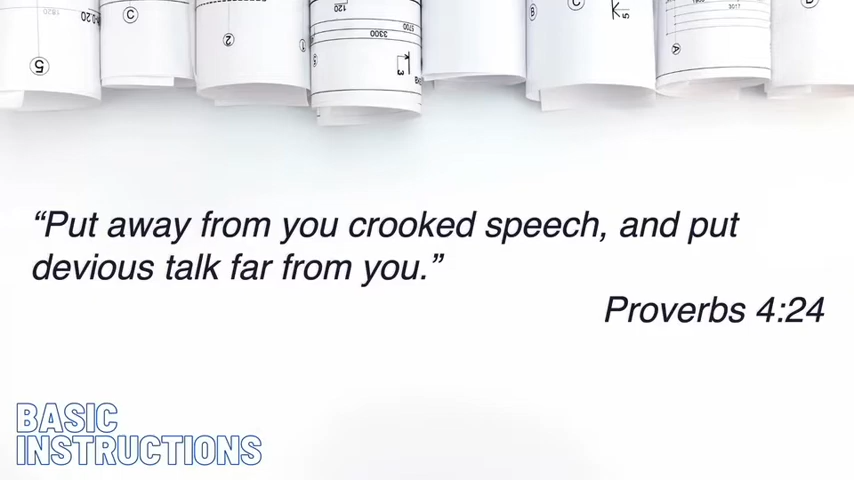 “Put away from you crooked speech, and put
devious talk far from you.”
Proverbs 4:24
BASIC
INSTRUCTIONS